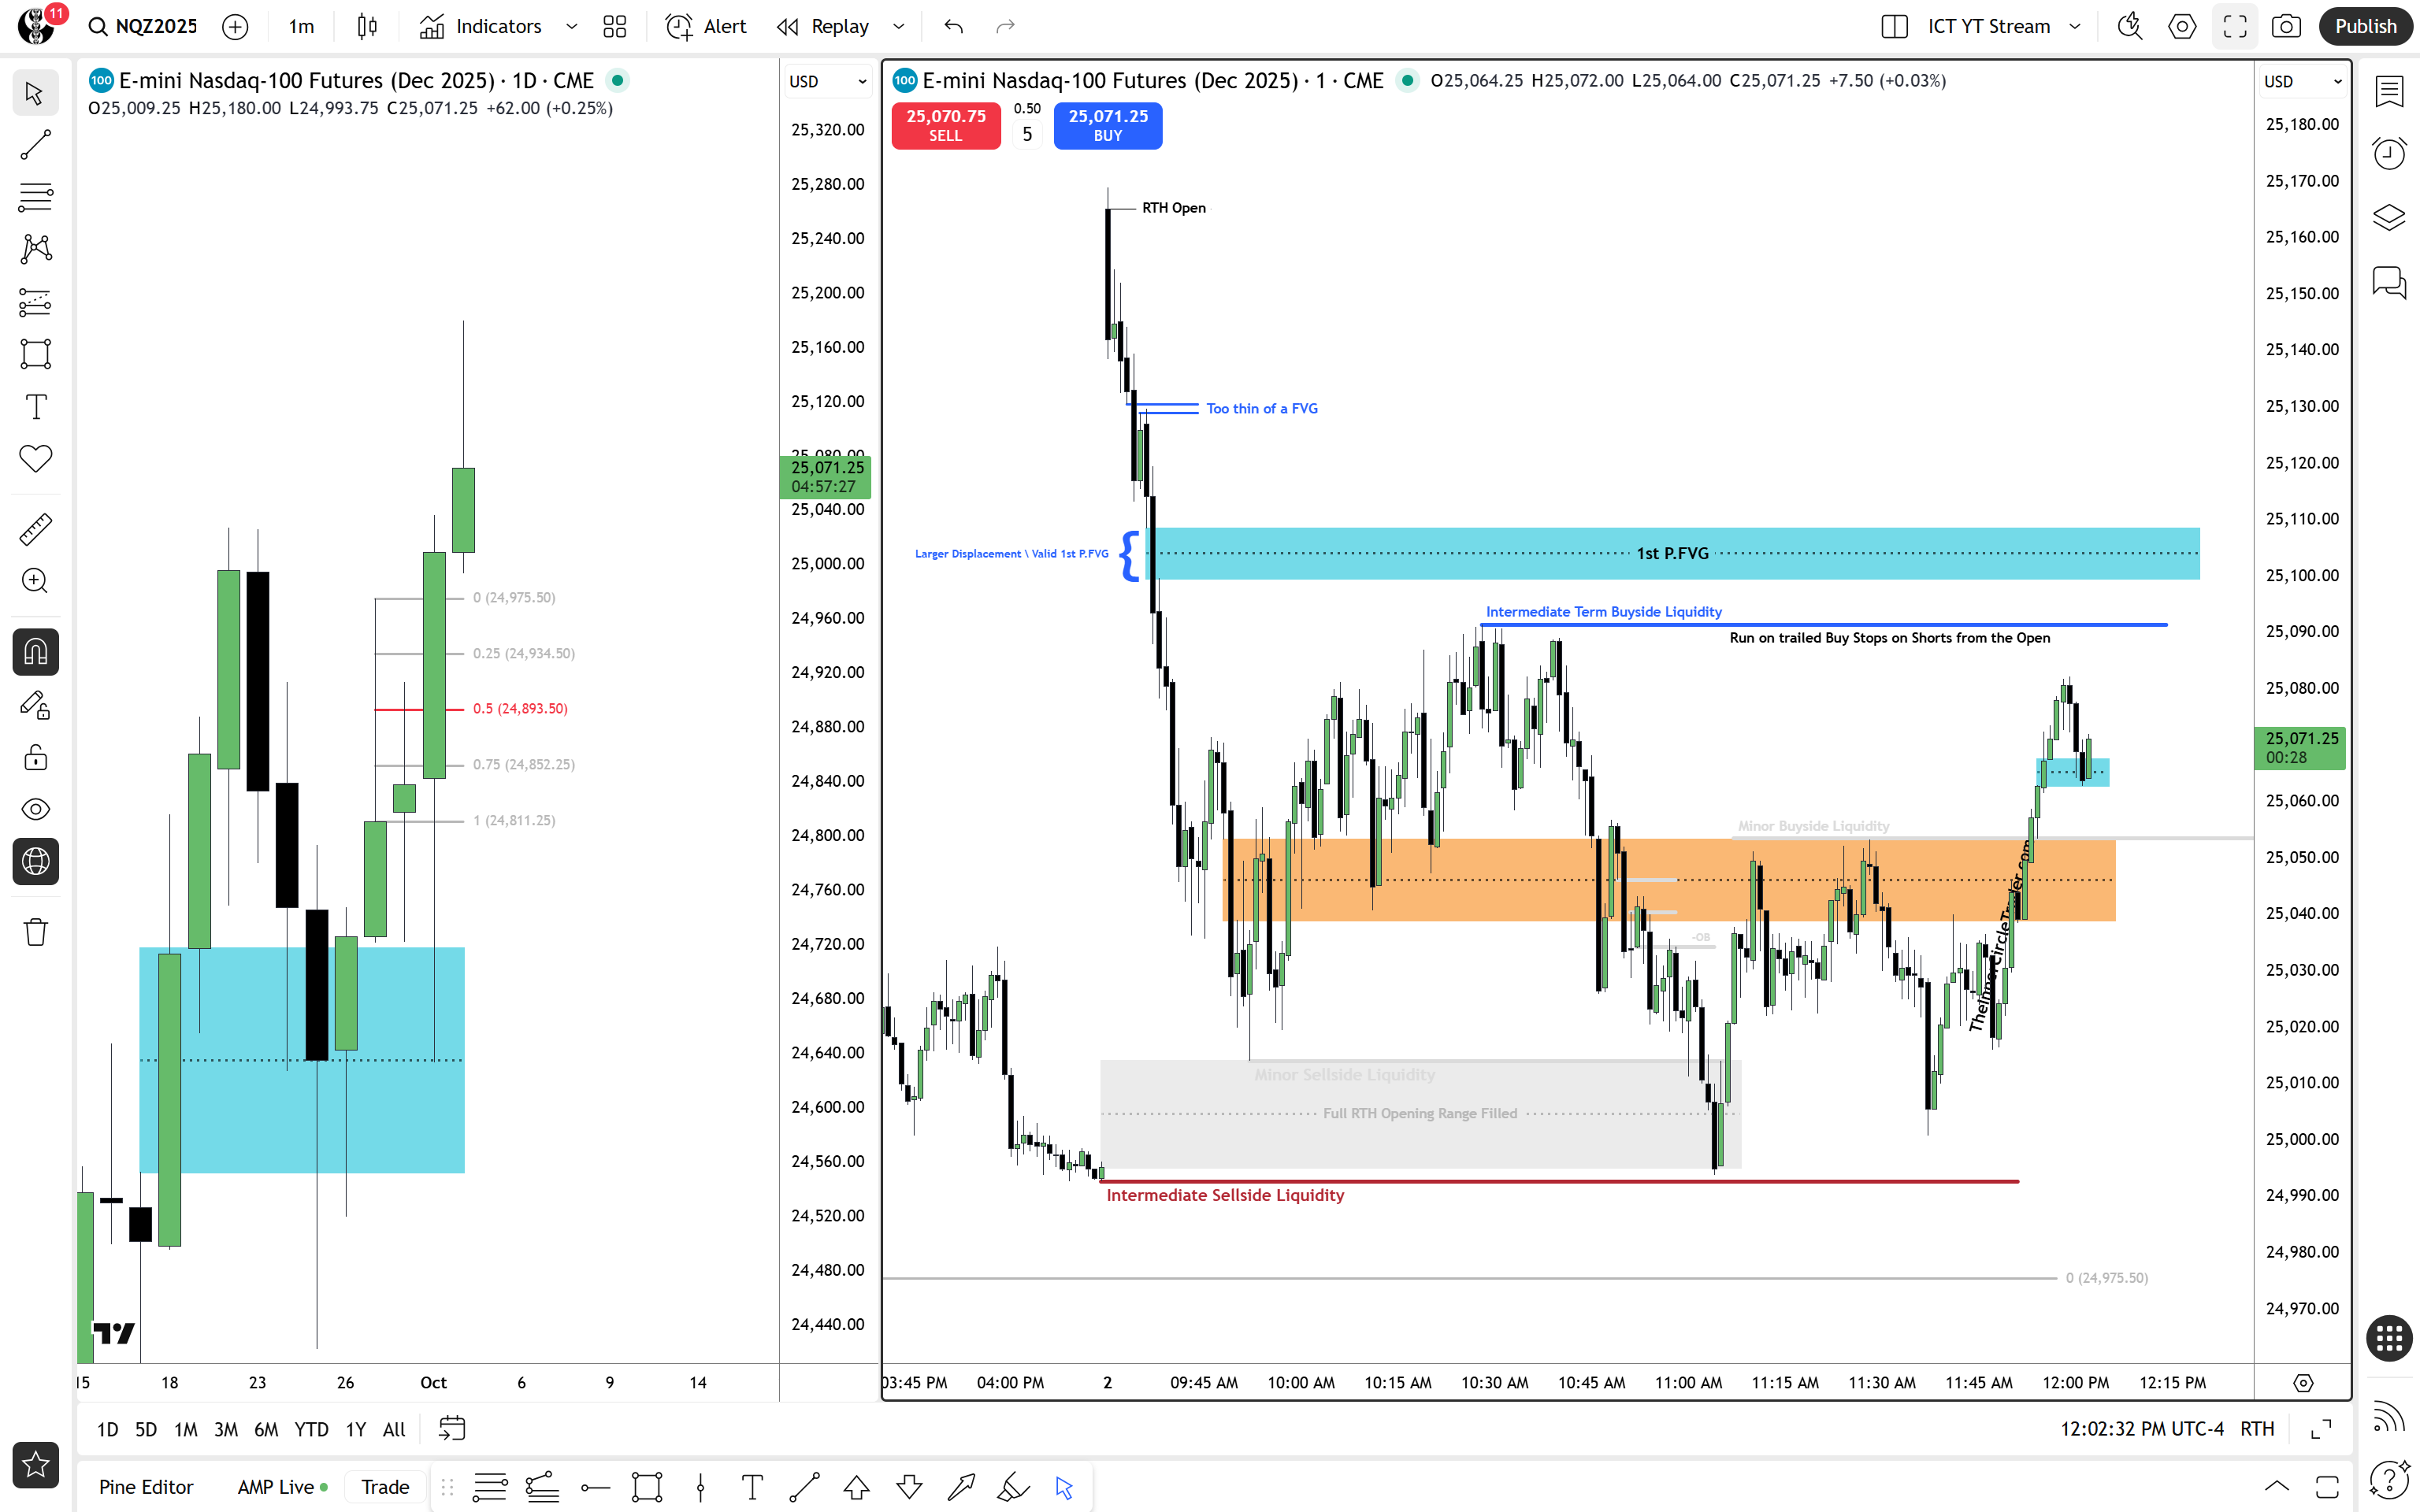 11
NQZ2025
1m
Indicators
Alert
Replay
ICT YT Stream
Publish
100 E-mini Nasdaq-100 Futures (Dec 2025) · 1D · CME
O25,009.25 H25,180.00 L24,993.75 C25,071.25 +62.00 (+0.25%)
USD
25,320.00
25,280.00
25,240.00
25,200.00
25,160.00
25,120.00
25,080.00
25,071.25
04:57:27
25,040.00
25,000.00
24,960.00
24,920.00
24,880.00
24,840.00
24,800.00
24,760.00
24,720.00
24,680.00
24,640.00
24,600.00
24,560.00
24,520.00
24,480.00
24,440.00
0 (24,975.50)
0.25 (24,934.50)
0.5 (24,893.50)
0.75 (24,852.25)
1 (24,811.25)
15 18 23 26 Oct 6 9 14
100 E-mini Nasdaq-100 Futures (Dec 2025) · 1 · CME O25,064.25 H25,072.00 L25,064.00 C25,071.25 +7.50 (+0.03%)
25,070.75
SELL
0.50
5
25,071.25
BUY
USD
RTH Open
Too thin of a FVG
Larger Displacement \ Valid 1st P.FVG
1st P.FVG
Intermediate Term Buyside Liquidity
Run on trailed Buy Stops on Shorts from the Open
Minor Buyside Liquidity
-OB
Minor Sellside Liquidity
Full RTH Opening Range Filled
Intermediate Sellside Liquidity
0 (24,975.50)
25,180.00
25,170.00
25,160.00
25,150.00
25,140.00
25,130.00
25,120.00
25,110.00
25,100.00
25,090.00
25,080.00
25,071.25
00:28
25,060.00
25,050.00
25,040.00
25,030.00
25,020.00
25,010.00
25,000.00
24,990.00
24,980.00
24,970.00
03:45 PM 04:00 PM 2 09:45 AM 10:00 AM 10:15 AM 10:30 AM 10:45 AM 11:00 AM 11:15 AM 11:30 AM 11:45 AM 12:00 PM 12:15 PM
1D 5D 1M 3M 6M YTD 1Y All
12:02:32 PM UTC-4 RTH
Pine Editor
AMP Live
Trade